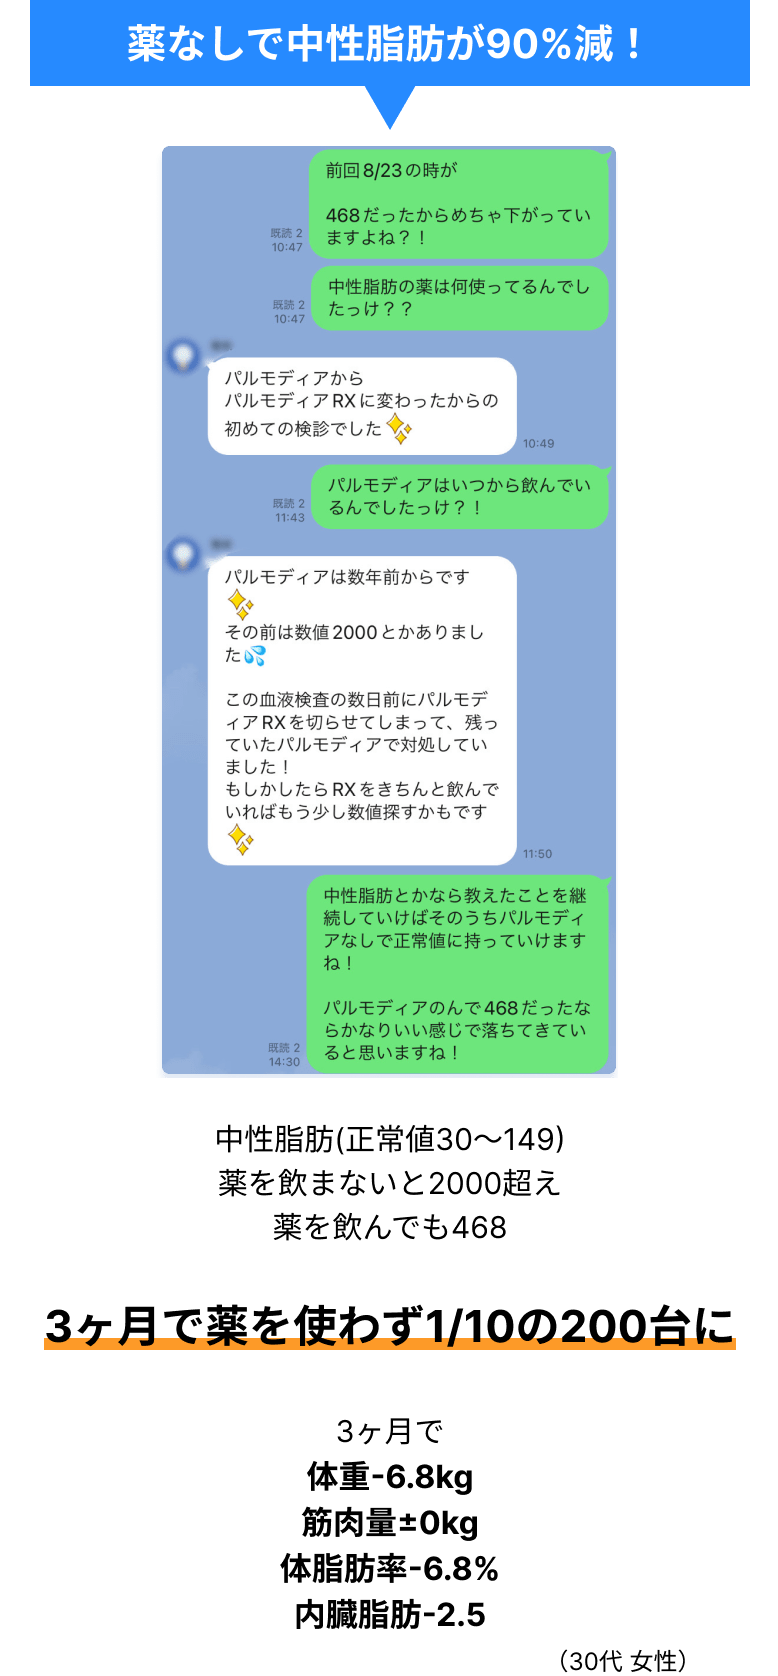 薬なしで中性脂肪が90%減！
前回8/23の時が
468だったからめちゃ下がってい
ますよね？！
既読 2
10:47
中性脂肪の薬は何使ってるんでし
たっけ？？
既読 2
10:47
パルモディアから
パルモディアRXに変わったからの
初めての検診でした✨
10:49
パルモディアはいつから飲んでい
るんでしたっけ？！
既読 2
11:43
パルモディアは数年前からです
✨
その前は数値2000とかありまし
た💦
この血液検査の数日前にパルモデ
ィアRXを切らせてしまって、残っ
ていたパルモディアで対処してい
ました！
もしかしたらRXをきちんと飲んで
いればもう少し数値探すかもです
✨
11:50
中性脂肪とかなら教えたことを継
続していけばそのうちパルモディ
アなしで正常値に持っていけます
ね！
パルモディアのんで468だったな
らかなりいい感じで落ちてきてい
ると思いますね！
既読 2
14:30
中性脂肪(正常値30〜149)
薬を飲まないと2000超え
薬を飲んでも468
3ヶ月で薬を使わず1/10の200台に
3ヶ月で
体重-6.8kg
筋肉量±0kg
体脂肪率-6.8%
内臓脂肪-2.5
（30代 女性）